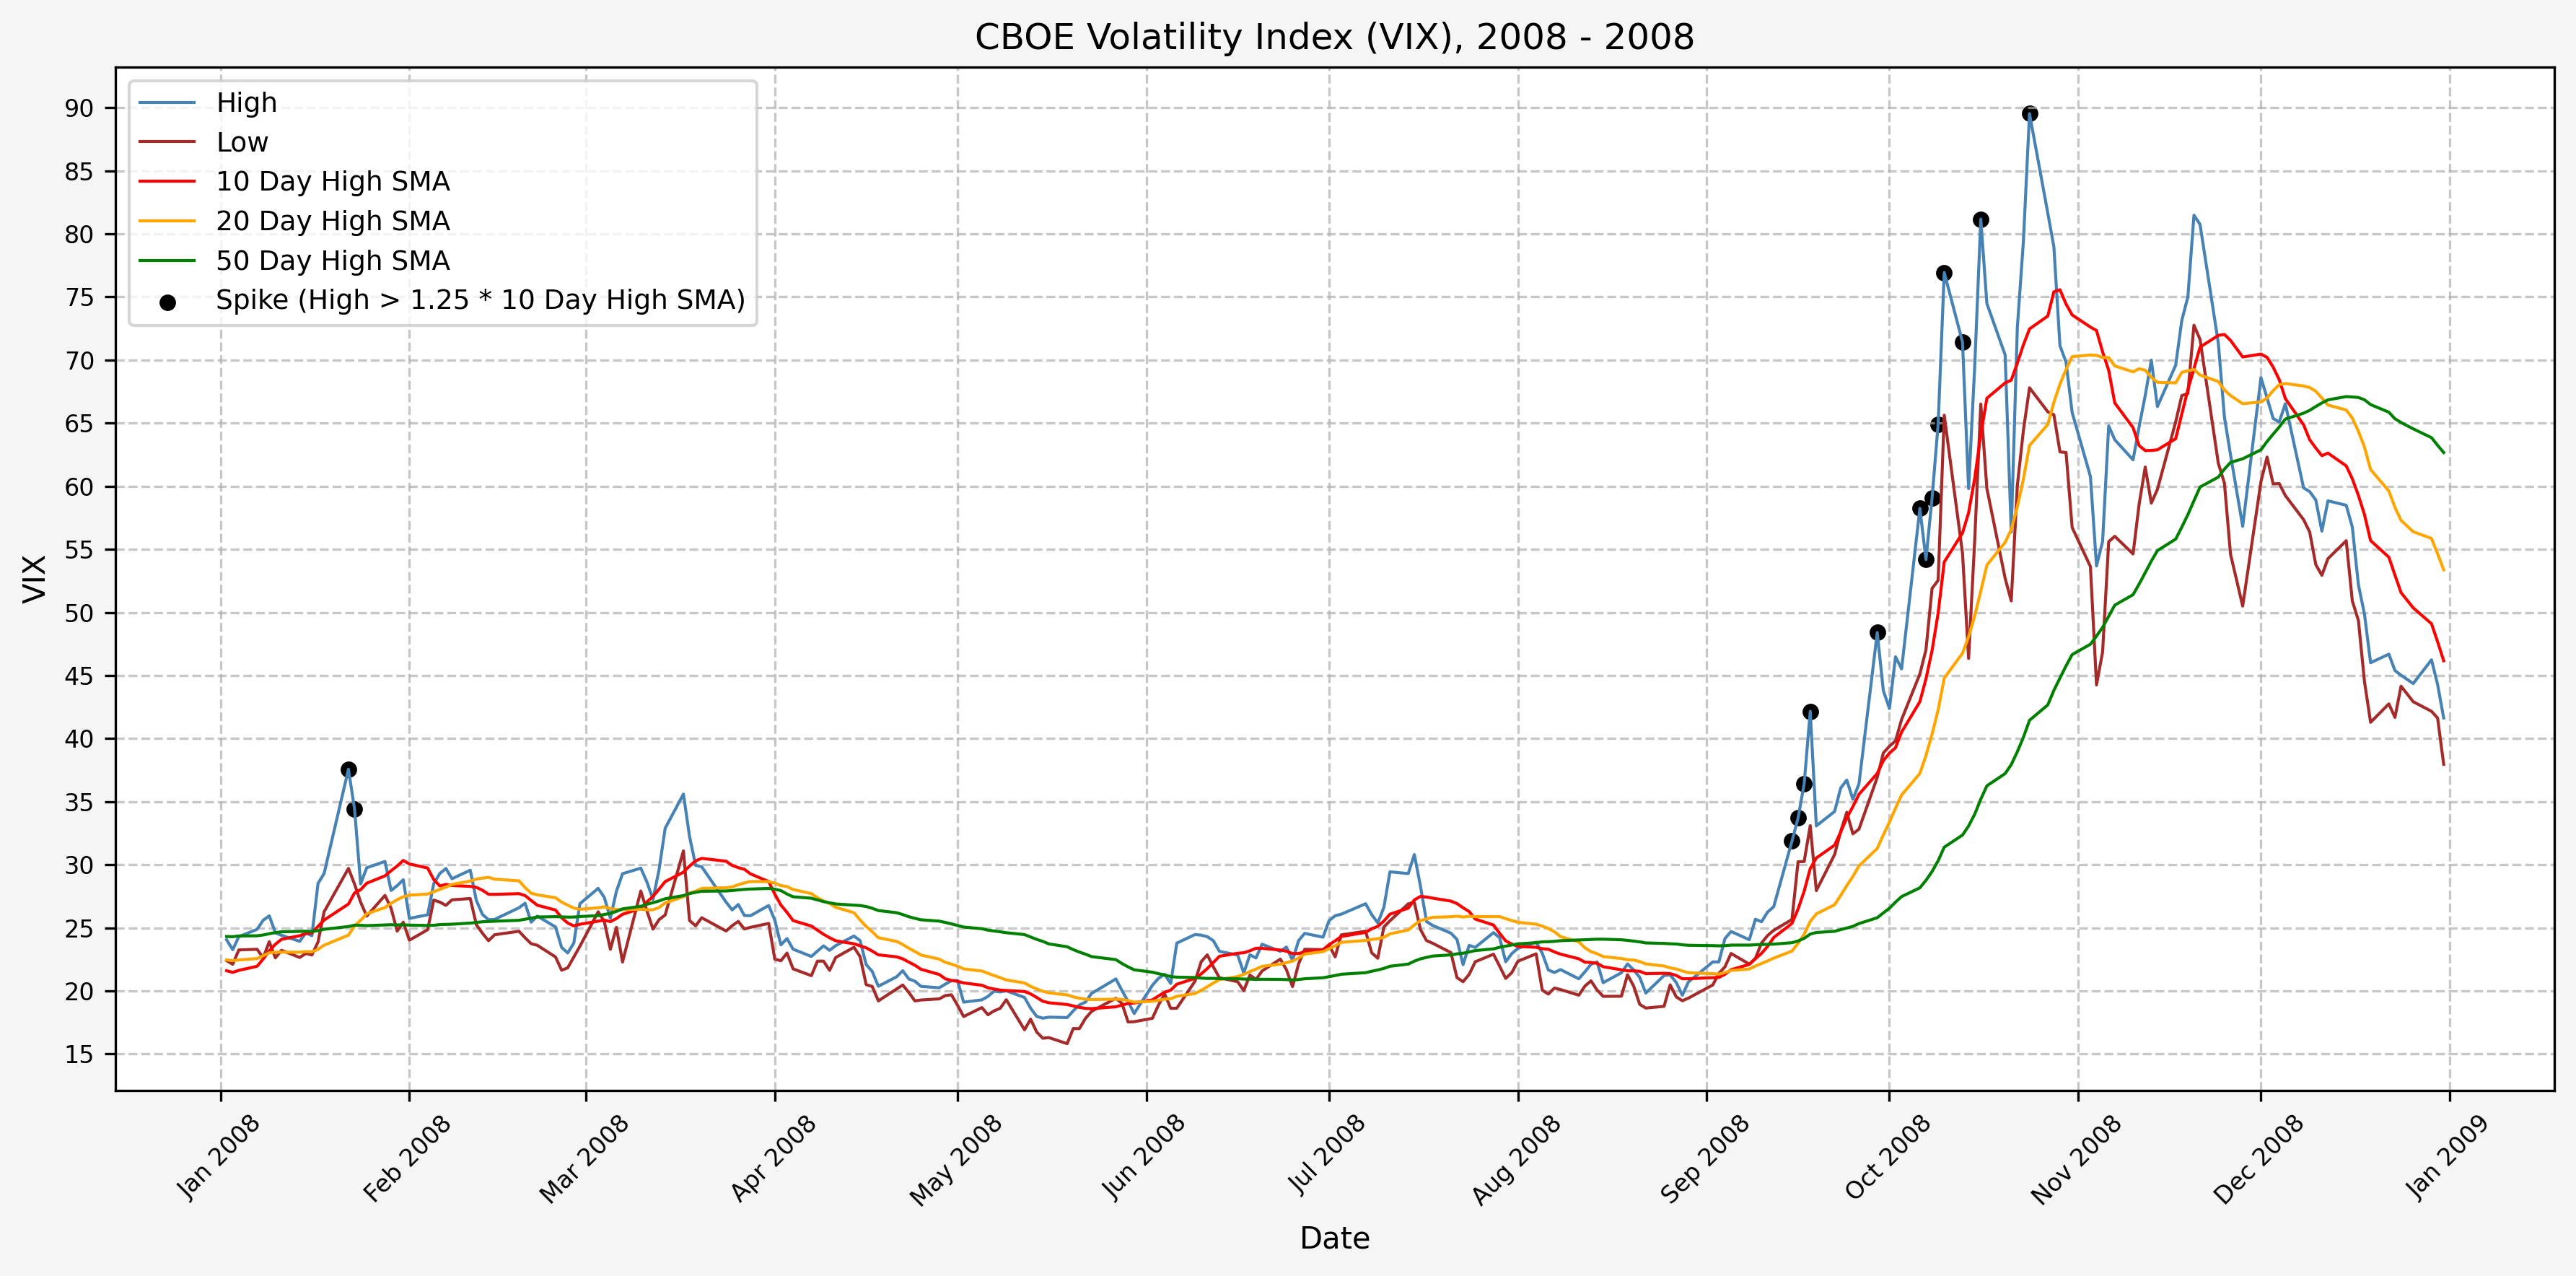 CBOE Volatility Index (VIX), 2008 - 2008
High
Low
10 Day High SMA
20 Day High SMA
50 Day High SMA
Spike (High > 1.25 * 10 Day High SMA)
VIX
90
85
80
75
70
65
60
55
50
45
40
35
30
25
20
15
Jan 2008
Feb 2008
Mar 2008
Apr 2008
May 2008
Jun 2008
Jul 2008
Aug 2008
Sep 2008
Oct 2008
Nov 2008
Dec 2008
Jan 2009
Date